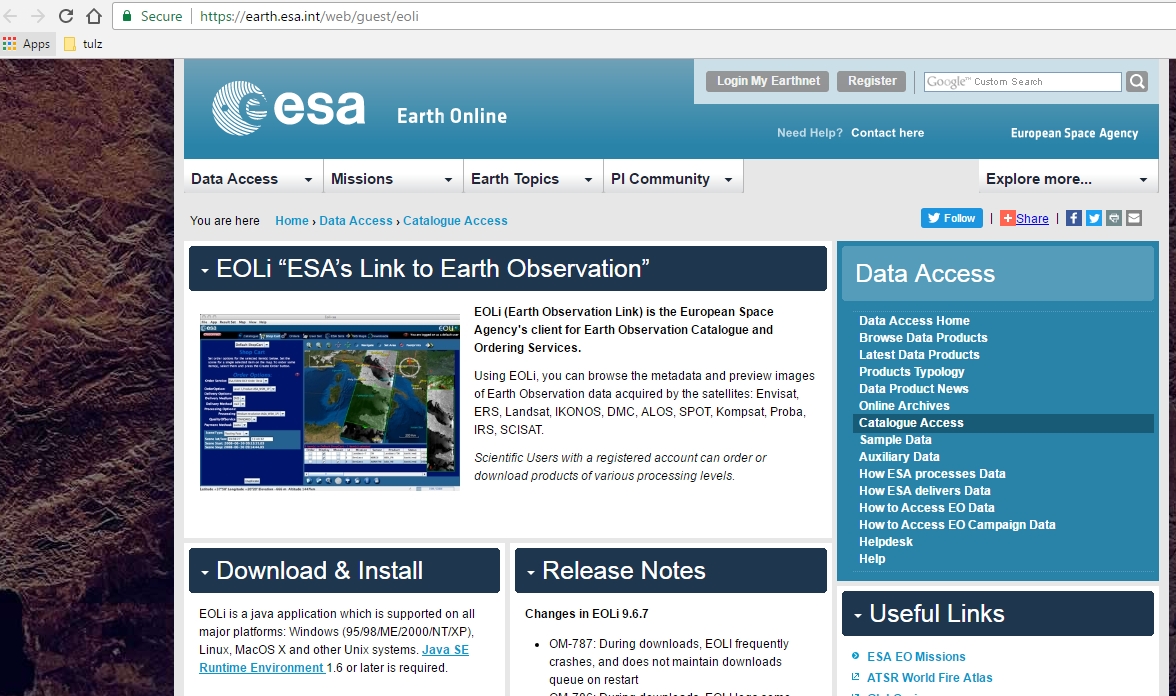 Secure
https://earth.esa.int/web/guest/eoli
Apps
tulz
esa
Earth Online
Login My Earthnet
Register
Google™ Custom Search
Need Help? Contact here
European Space Agency
Data Access
Missions
Earth Topics
PI Community
Explore more...
You are here
Home › Data Access › Catalogue Access
Follow
|
Share
|
EOLi “ESA’s Link to Earth Observation”
EOLi (Earth Observation Link) is the European Space
Agency's client for Earth Observation Catalogue and
Ordering Services.
Using EOLi, you can browse the metadata and preview images
of Earth Observation data acquired by the satellites: Envisat,
ERS, Landsat, IKONOS, DMC, ALOS, SPOT, Kompsat, Proba,
IRS, SCISAT.
Scientific Users with a registered account can order or
download products of various processing levels.
Download & Install
EOLi is a java application which is supported on all
major platforms: Windows (95/98/ME/2000/NT/XP),
Linux, MacOS X and other Unix systems. Java SE
Runtime Environment 1.6 or later is required.
Release Notes
Changes in EOLi 9.6.7
OM-787: During downloads, EOLI frequently
crashes, and does not maintain downloads
queue on restart
Data Access
Data Access Home
Browse Data Products
Latest Data Products
Products Typology
Data Product News
Online Archives
Catalogue Access
Sample Data
Auxiliary Data
How ESA processes Data
How ESA delivers Data
How to Access EO Data
How to Access EO Campaign Data
Helpdesk
Help
Useful Links
ESA EO Missions
ATSR World Fire Atlas